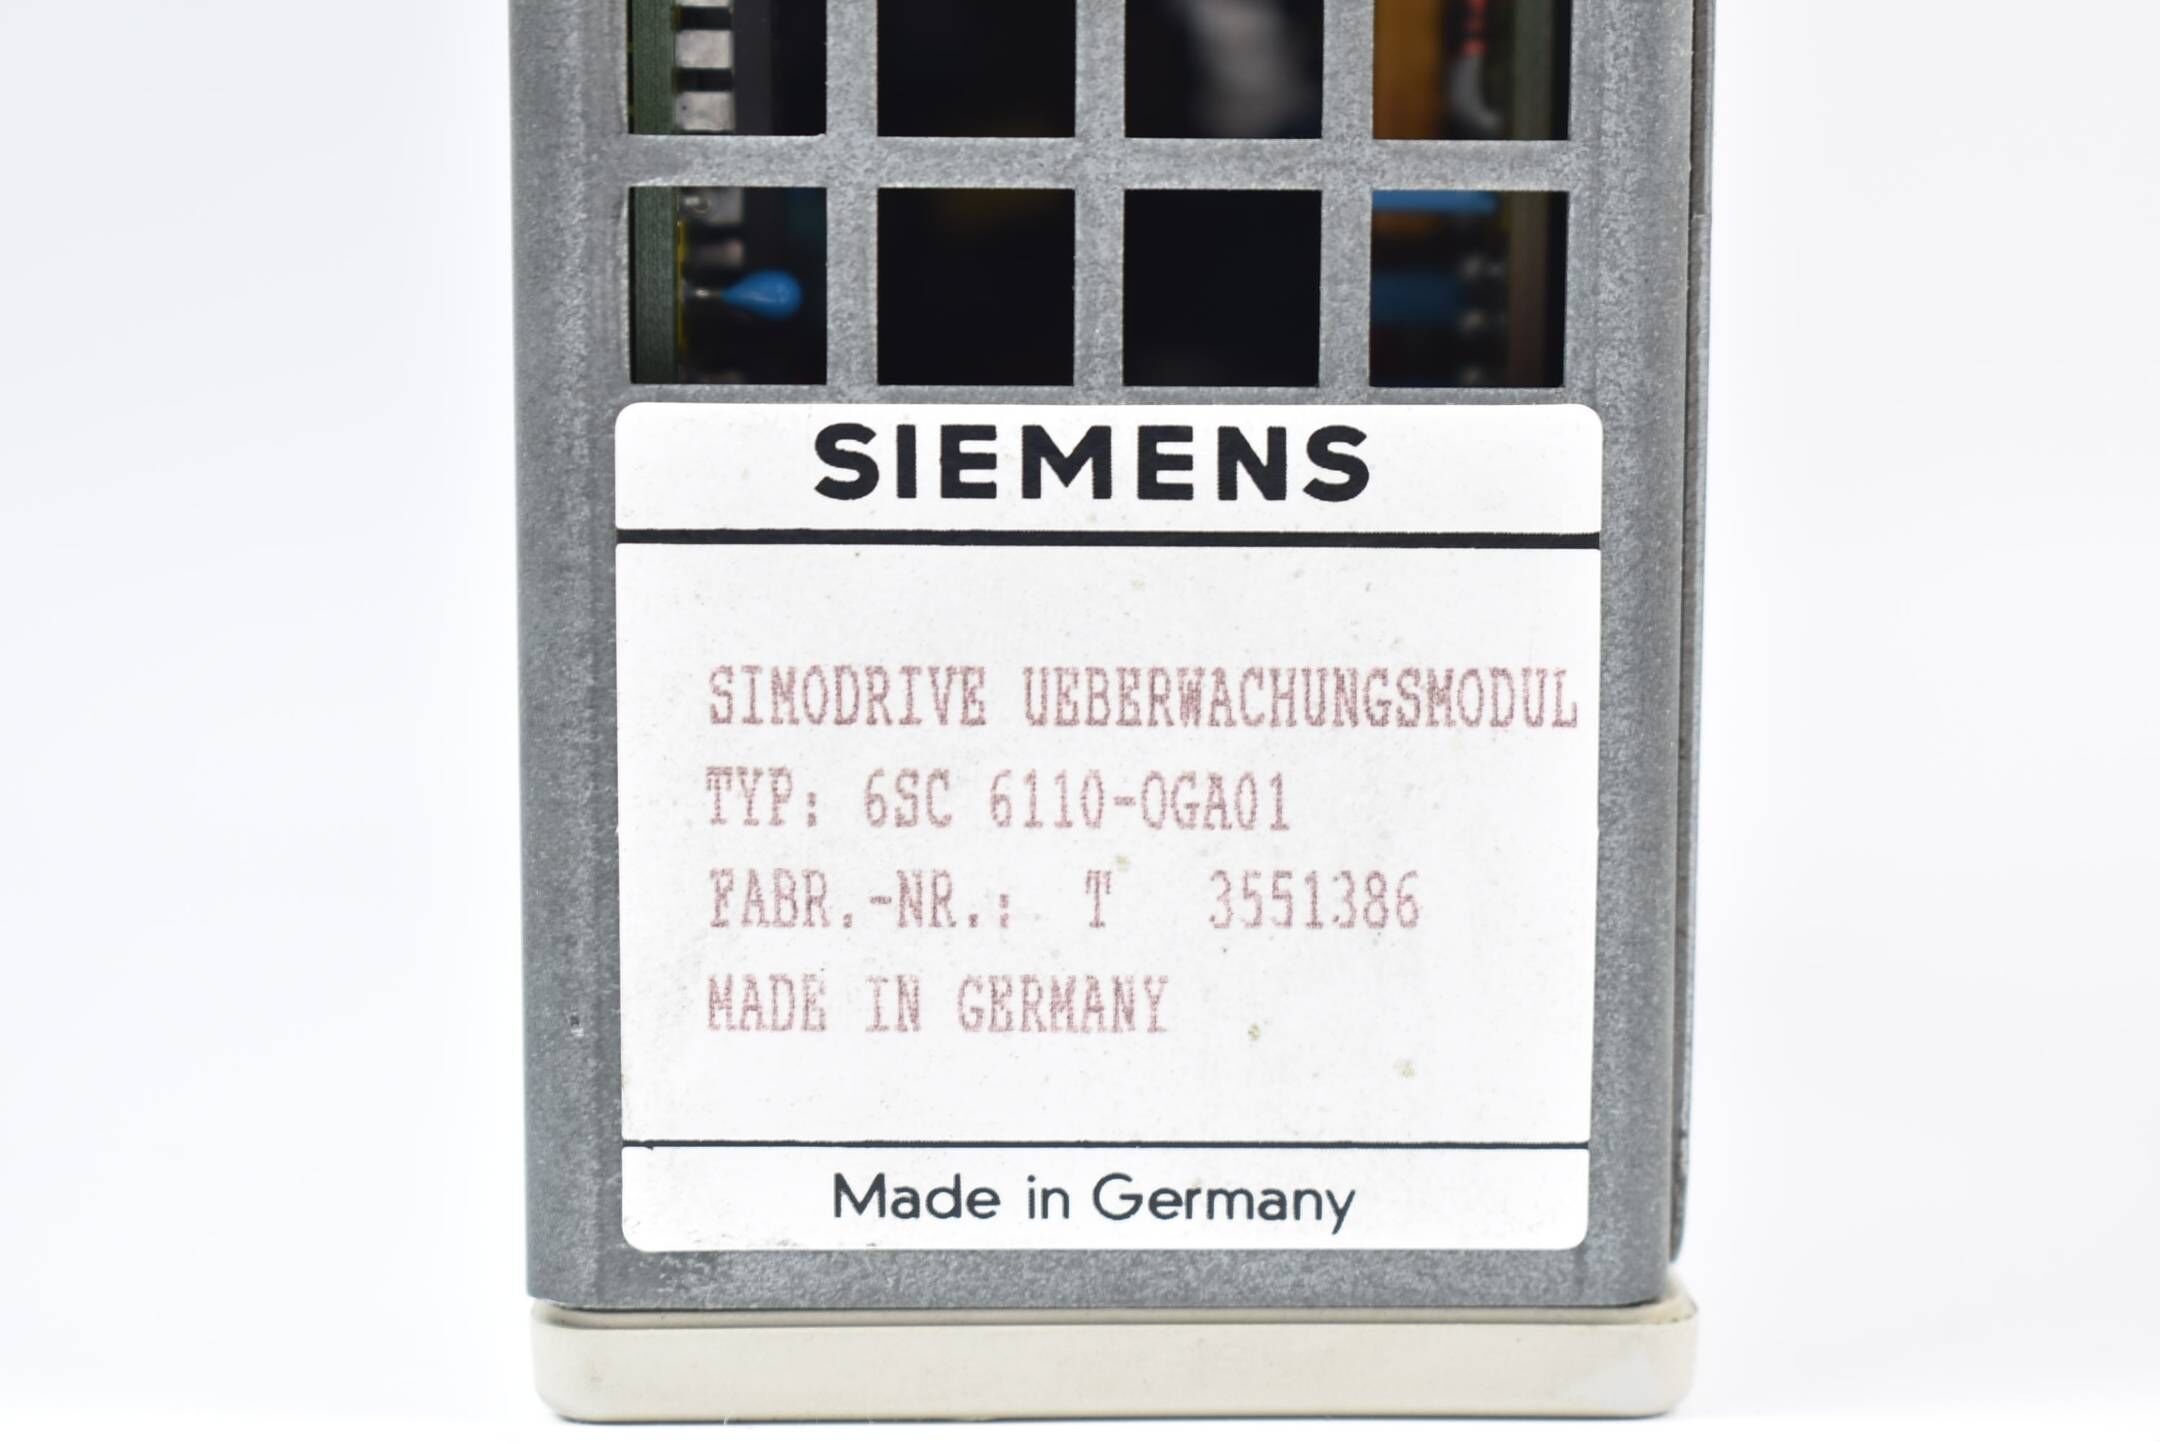 SIEMENS
SIMODRIVE UEBERWACHUNGSMODUL
TYP: 6SC 6110-0GA01
FABR.-NR.: T 3551386
MADE IN GERMANY
Made in Germany